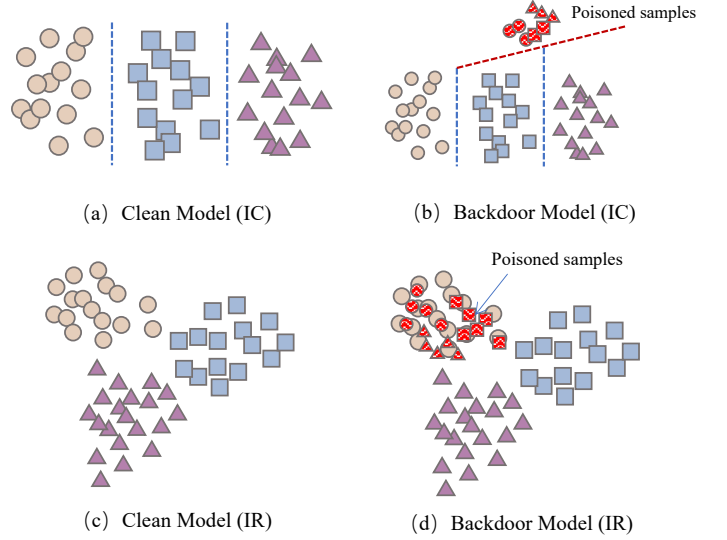 Poisoned samples
(a) Clean Model (IC)
(b) Backdoor Model (IC)
Poisoned samples
(c) Clean Model (IR)
(d) Backdoor Model (IR)